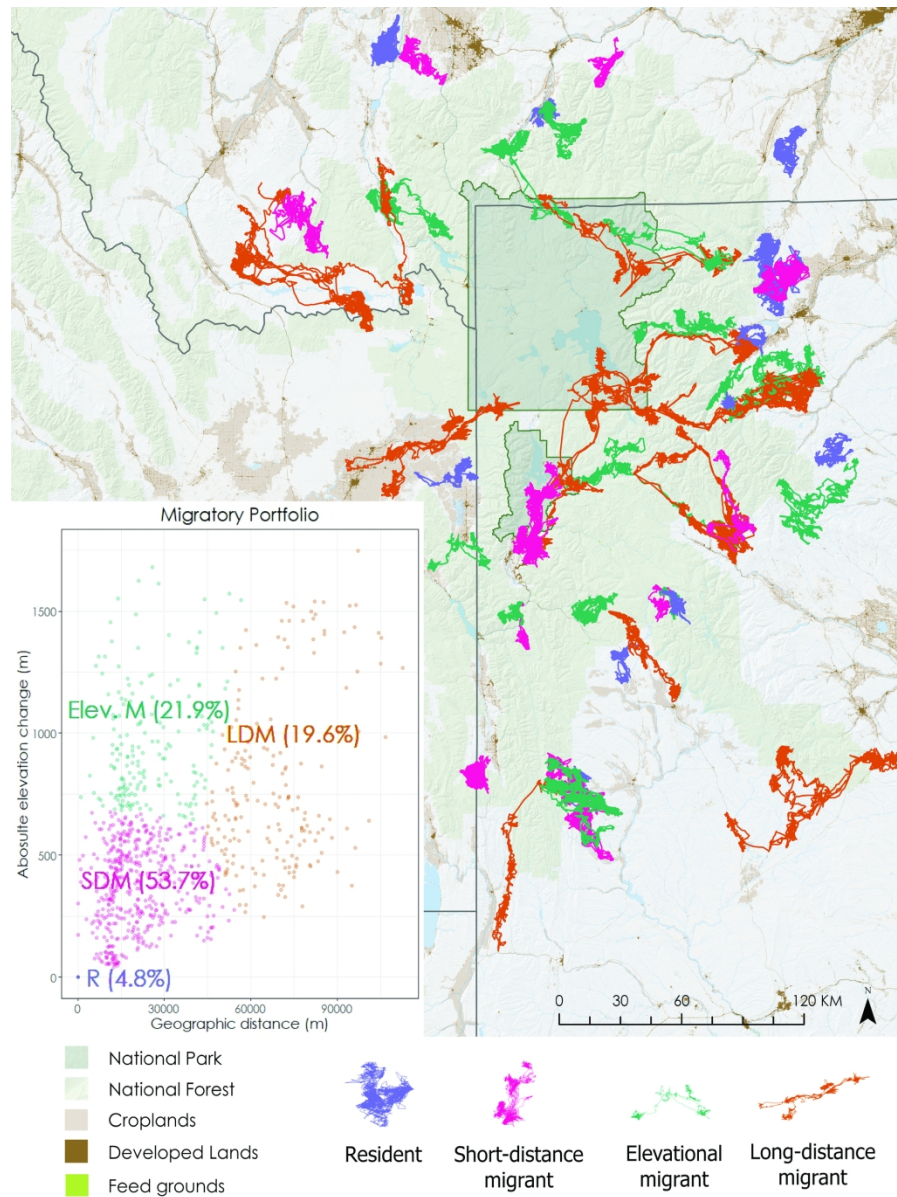 N
0 30 60 120 KM
Migratory Portfolio
Abosulte elevation change (m)
1500
1000
500
0
Elev. M (21.9%)
LDM (19.6%)
SDM (53.7%)
R (4.8%)
0 30000 60000 90000
Geographic distance (m)
National Park
National Forest
Croplands
Developed Lands
Feed grounds
Resident
Short-distance
migrant
Elevational
migrant
Long-distance
migrant